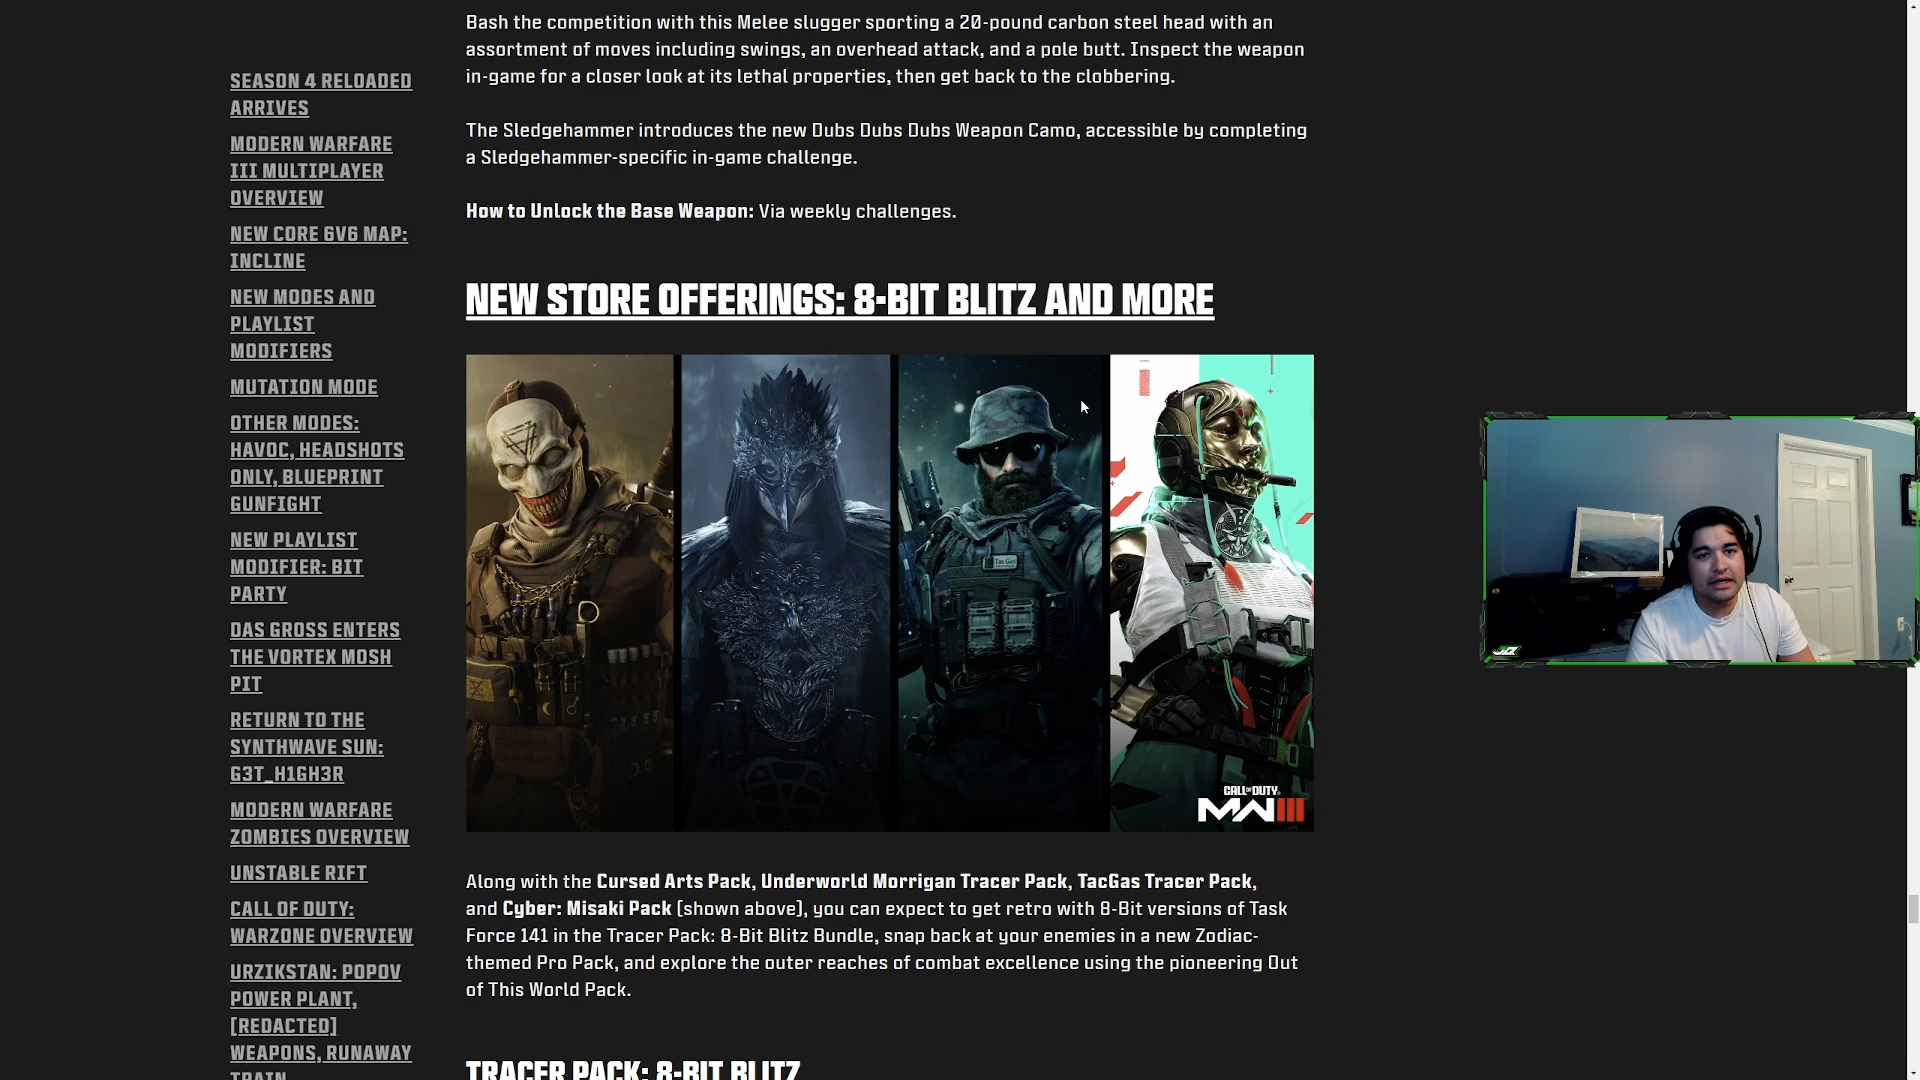 SEASON 4 RELOADED
ARRIVES
MODERN WARFARE
III MULTIPLAYER
OVERVIEW
NEW CORE 6V6 MAP:
INCLINE
NEW MODES AND
PLAYLIST
MODIFIERS
MUTATION MODE
OTHER MODES:
HAVOC, HEADSHOTS
ONLY, BLUEPRINT
GUNFIGHT
NEW PLAYLIST
MODIFIER: BIT
PARTY
DAS GROSS ENTERS
THE VORTEX MOSH
PIT
RETURN TO THE
SYNTHWAVE SUN:
G3T_H1GH3R
MODERN WARFARE
ZOMBIES OVERVIEW
UNSTABLE RIFT
CALL OF DUTY:
WARZONE OVERVIEW
URZIKSTAN: POPOV
POWER PLANT,
[REDACTED]
WEAPONS, RUNAWAY
TRAIN
Bash the competition with this Melee slugger sporting a 20-pound carbon steel head with an
assortment of moves including swings, an overhead attack, and a pole butt. Inspect the weapon
in-game for a closer look at its lethal properties, then get back to the clobbering.
The Sledgehammer introduces the new Dubs Dubs Dubs Weapon Camo, accessible by completing
a Sledgehammer-specific in-game challenge.
How to Unlock the Base Weapon: Via weekly challenges.
NEW STORE OFFERINGS: 8-BIT BLITZ AND MORE
Tac Gas
CALL OF DUTY
MWIII
Along with the Cursed Arts Pack, Underworld Morrigan Tracer Pack, TacGas Tracer Pack,
and Cyber: Misaki Pack (shown above), you can expect to get retro with 8-Bit versions of Task
Force 141 in the Tracer Pack: 8-Bit Blitz Bundle, snap back at your enemies in a new Zodiac-
themed Pro Pack, and explore the outer reaches of combat excellence using the pioneering Out
of This World Pack.
TRACER PACK: 8-BIT BLITZ